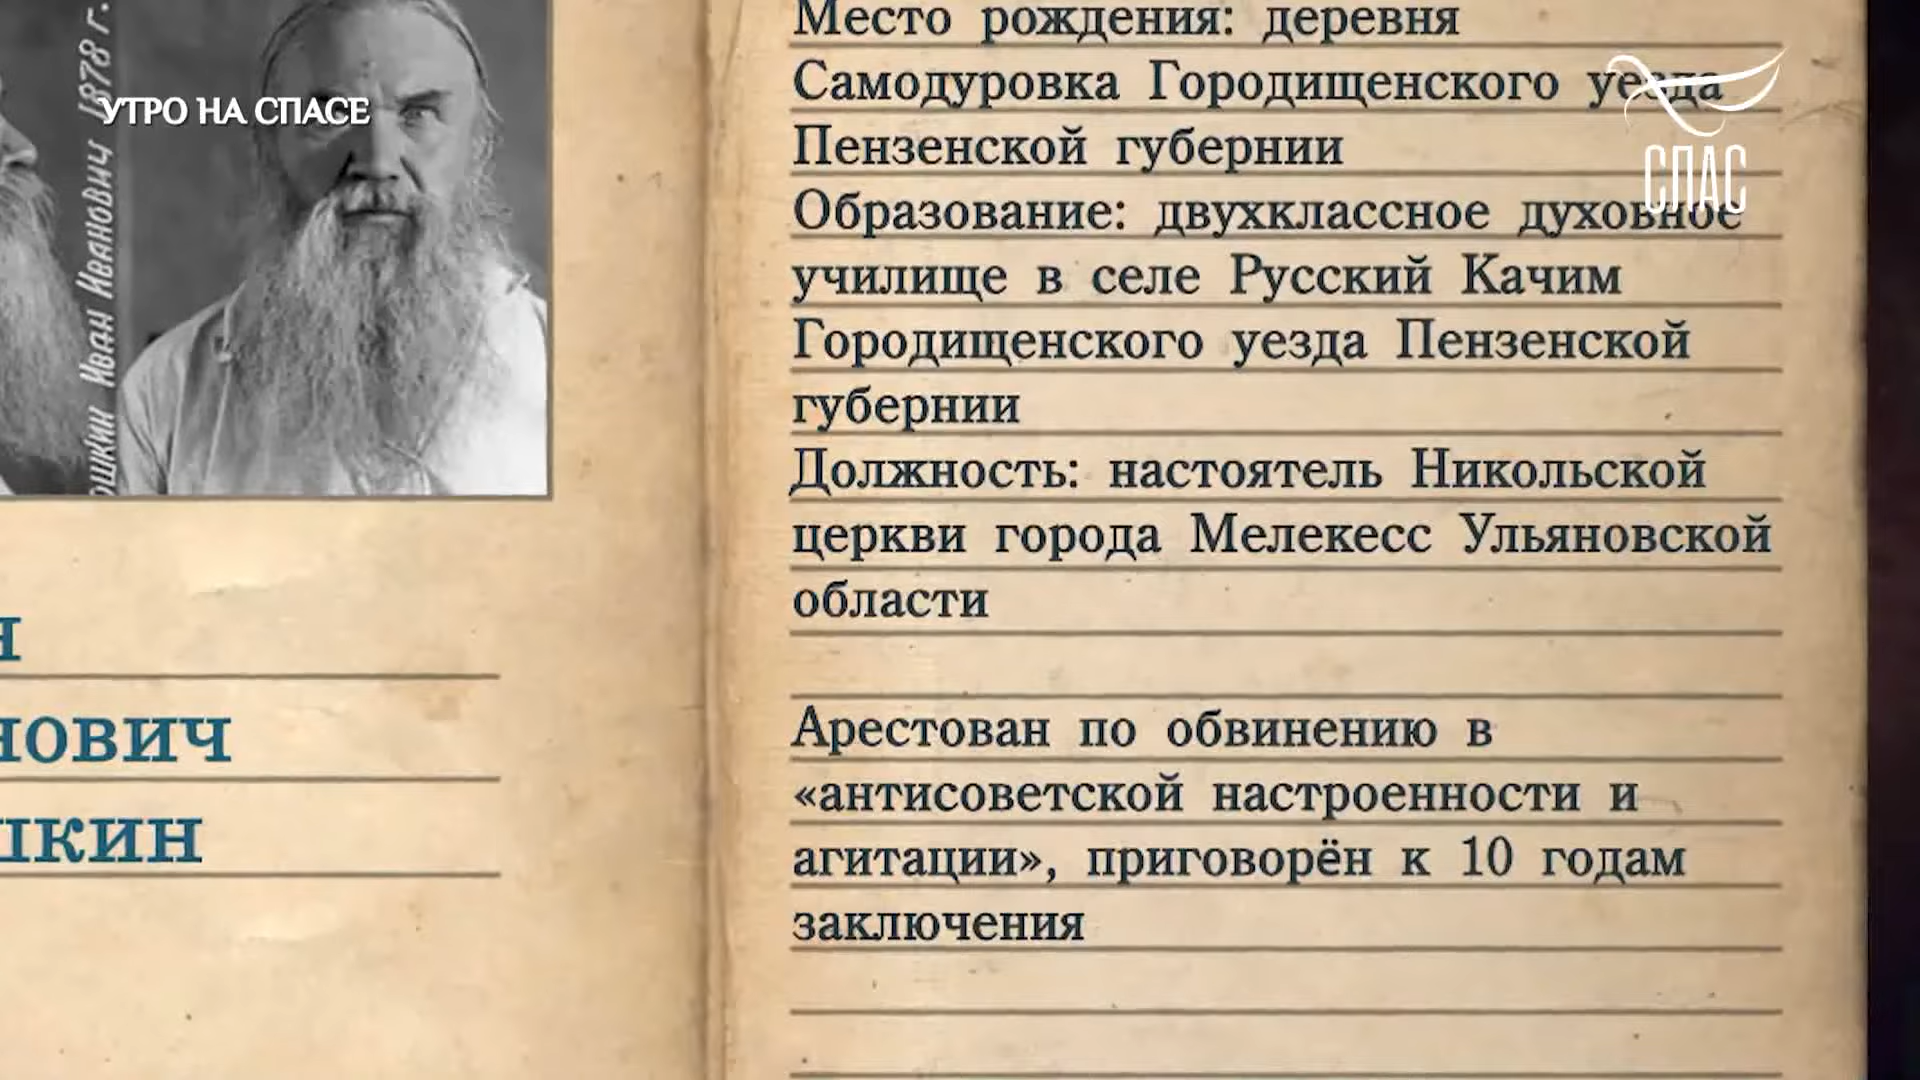 УТРО НА СПАСЕ
Иван Иванович 1878 г.
Место рождения: деревня
Самодуровка Городищенского уезда
Пензенской губернии
Образование: двухклассное духовное
училище в селе Русский Качим
Городищенского уезда Пензенской
губернии
Должность: настоятель Никольской
церкви города Мелекесс Ульяновской
области
Арестован по обвинению в
«антисоветской настроенности и
агитации», приговорён к 10 годам
заключения
СПАС
нович
шкин